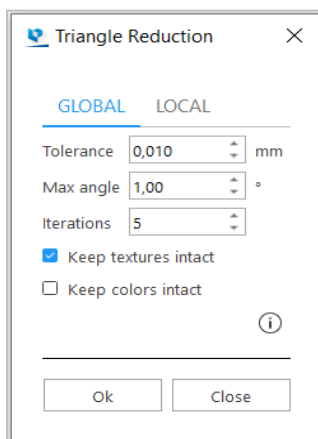 Triangle Reduction
GLOBAL LOCAL
Tolerance 0,010 mm
Max angle 1,00 °
Iterations 5
Keep textures intact
Keep colors intact
Ok Close